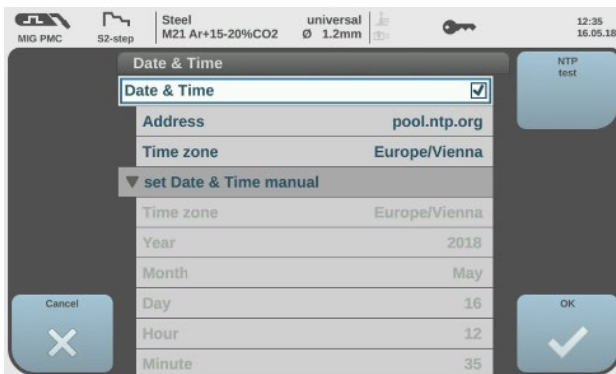 MIG PMC
S2-step
Steel universal
M21 Ar+15-20%CO2 Ø 1.2mm
12:35
16.05.18
Date & Time
NTP
test
Date & Time
Address pool.ntp.org
Time zone Europe/Vienna
set Date & Time manual
Time zone Europe/Vienna
Year 2018
Month May
Day 16
Hour 12
Minute 35
Cancel
OK